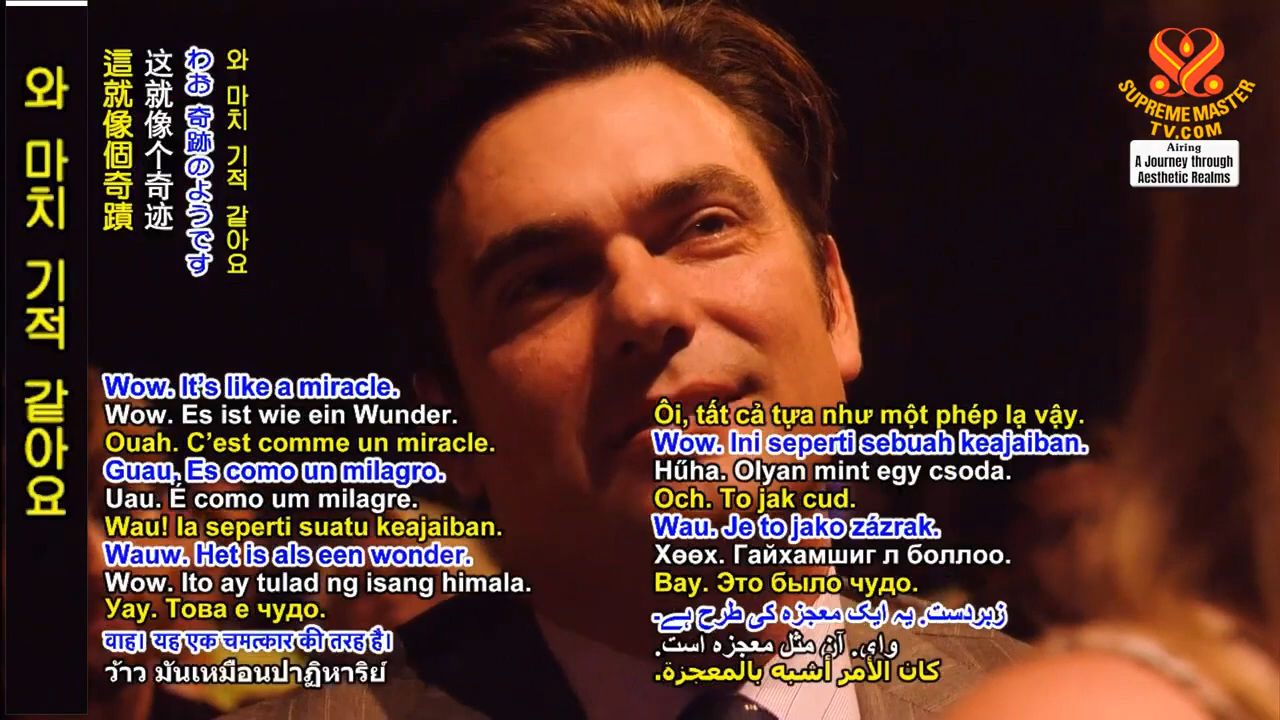 와 마치 기적 같아요
這就像個奇蹟
这就像个奇迹
わお 奇跡のようです
와 마치 기적 같아요
SUPREME MASTER
TV.COM
Airing
A Journey through
Aesthetic Realms
Wow. It's like a miracle.
Wow. Es ist wie ein Wunder.
Ouah. C'est comme un miracle.
Guau, Es como un milagro.
Uau. É como um milagre.
Wau! Ia seperti suatu keajaiban.
Wauw. Het is als een wonder.
Wow. Ito ay tulad ng isang himala.
Уау. Това е чудо.
वाह। यह एक चमत्कार की तरह है।
ว้าว มันเหมือนปาฏิหาริย์
Ôi, tất cả tựa như một phép lạ vậy.
Wow. Ini seperti sebuah keajaiban.
Hűha. Olyan mint egy csoda.
Och. To jak cud.
Wau. Je to jako zázrak.
Хөөх. Гайхамшиг л боллоо.
Вау. Это было чудо.
زبردست. یہ ایک معجزہ کی طرح ہے.
وای. آن مثل معجزه است.
كان الأمر أشبه بالمعجزة.